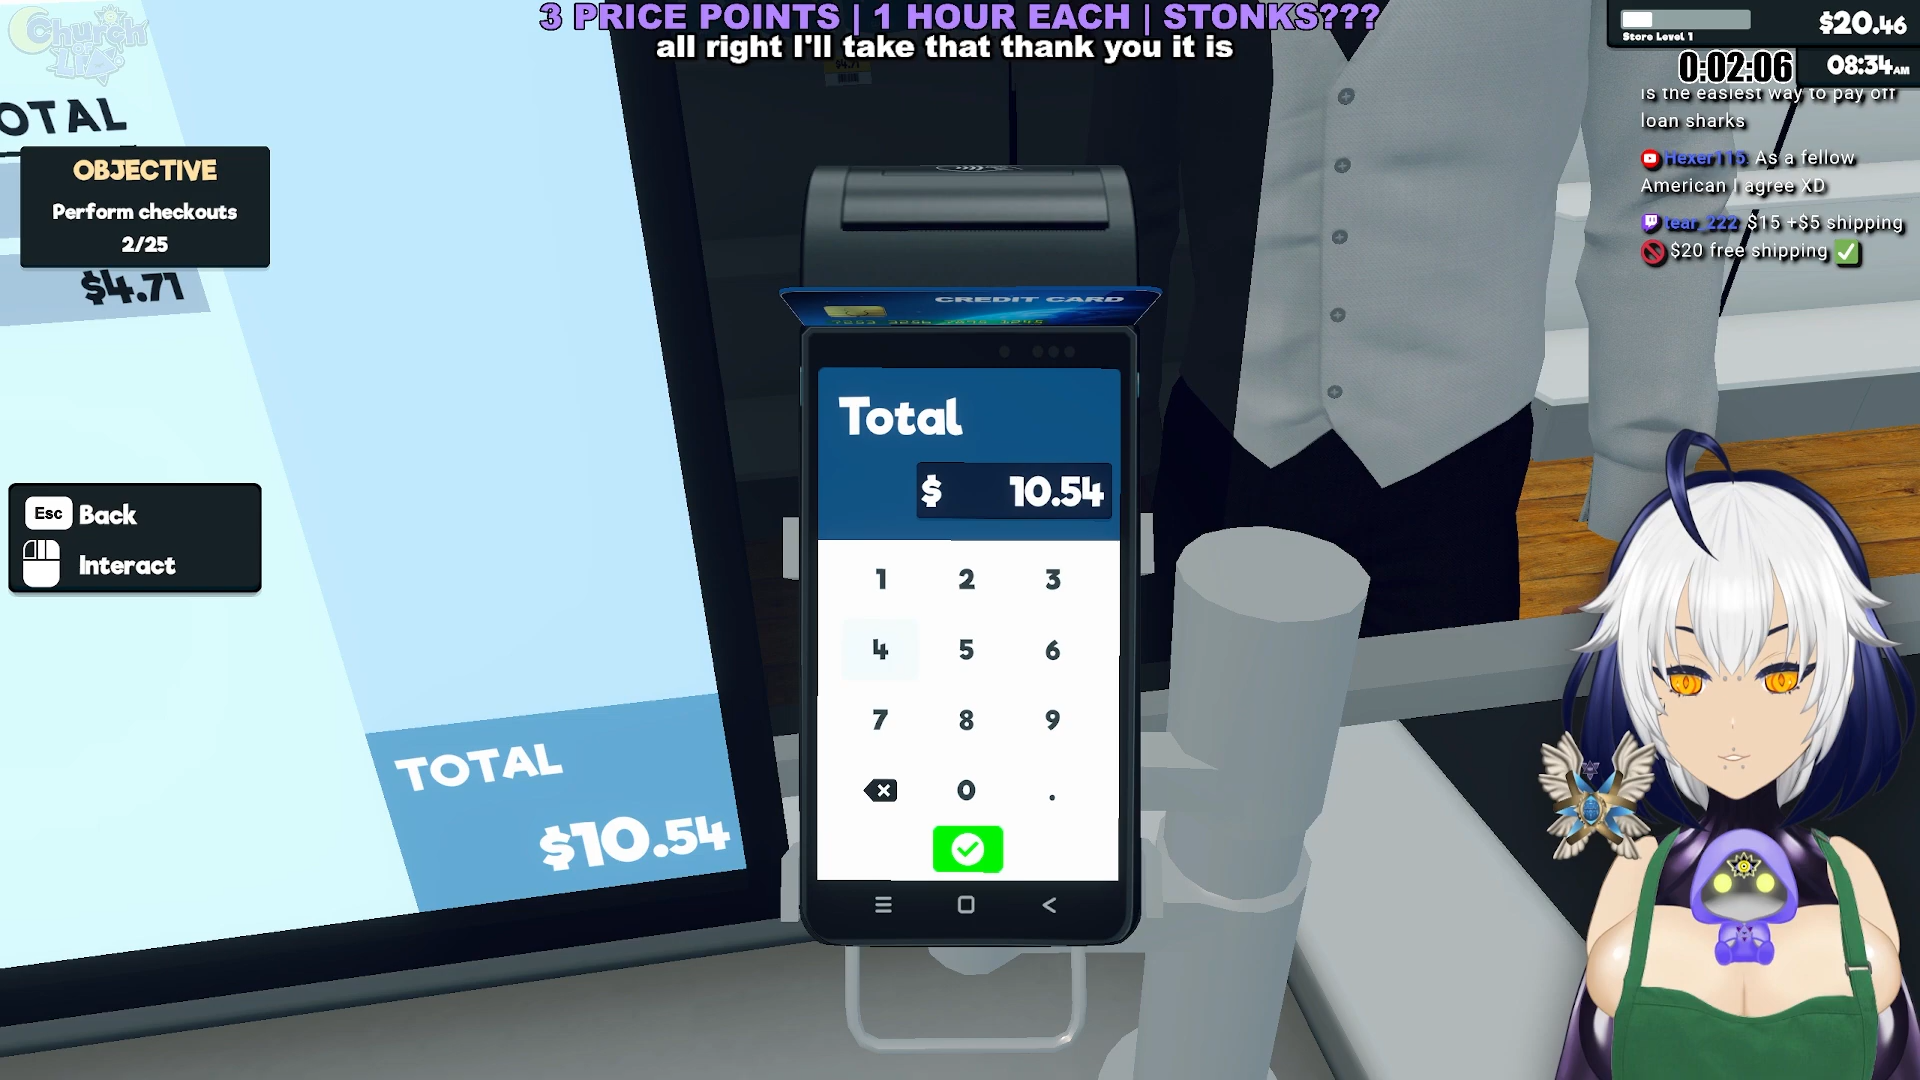 3 PRICE POINTS | 1 HOUR EACH | STONKS???
all right I'll take that thank you it is
Church
of Lia
$20.46
Store Level 1
0:02:06
08:34AM
is the easiest way to pay off
loan sharks
Hexer115: As a fellow
American I agree XD
tear_222: $15 +$5 shipping
$20 free shipping
OTAL
OBJECTIVE
Perform checkouts
2/25
$4.71
Esc Back
Interact
CREDIT CARD
Total
$ 10.54
1 2 3
4 5 6
7 8 9
0 .
TOTAL
$10.54